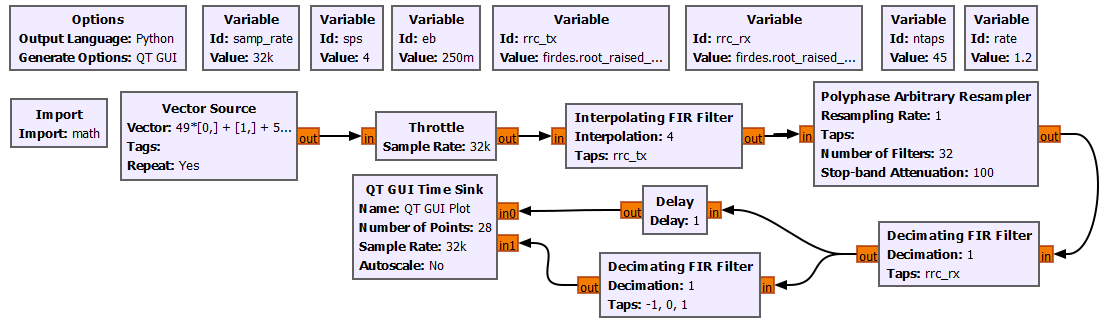 Options
Output Language: Python
Generate Options: QT GUI
Variable
Id: samp_rate
Value: 32k
Variable
Id: sps
Value: 4
Variable
Id: eb
Value: 250m
Variable
Id: rrc_tx
Value: firdes.root_raised_...
Variable
Id: rrc_rx
Value: firdes.root_raised_...
Variable
Id: ntaps
Value: 45
Variable
Id: rate
Value: 1.2
Import
Import: math
Vector Source
Vector: 49*[0,] + [1,] + 5...
Tags:
Repeat: Yes
out
in
Throttle
Sample Rate: 32k
out
in
Interpolating FIR Filter
Interpolation: 4
Taps: rrc_tx
out
in
Polyphase Arbitrary Resampler
Resampling Rate: 1
Taps:
Number of Filters: 32
Stop-band Attenuation: 100
out
QT GUI Time Sink
Name: QT GUI Plot
Number of Points: 28
Sample Rate: 32k
Autoscale: No
in0
in1
out
Delay
Delay: 1
in
out
Decimating FIR Filter
Decimation: 1
Taps: -1, 0, 1
in
out
Decimating FIR Filter
Decimation: 1
Taps: rrc_rx
in